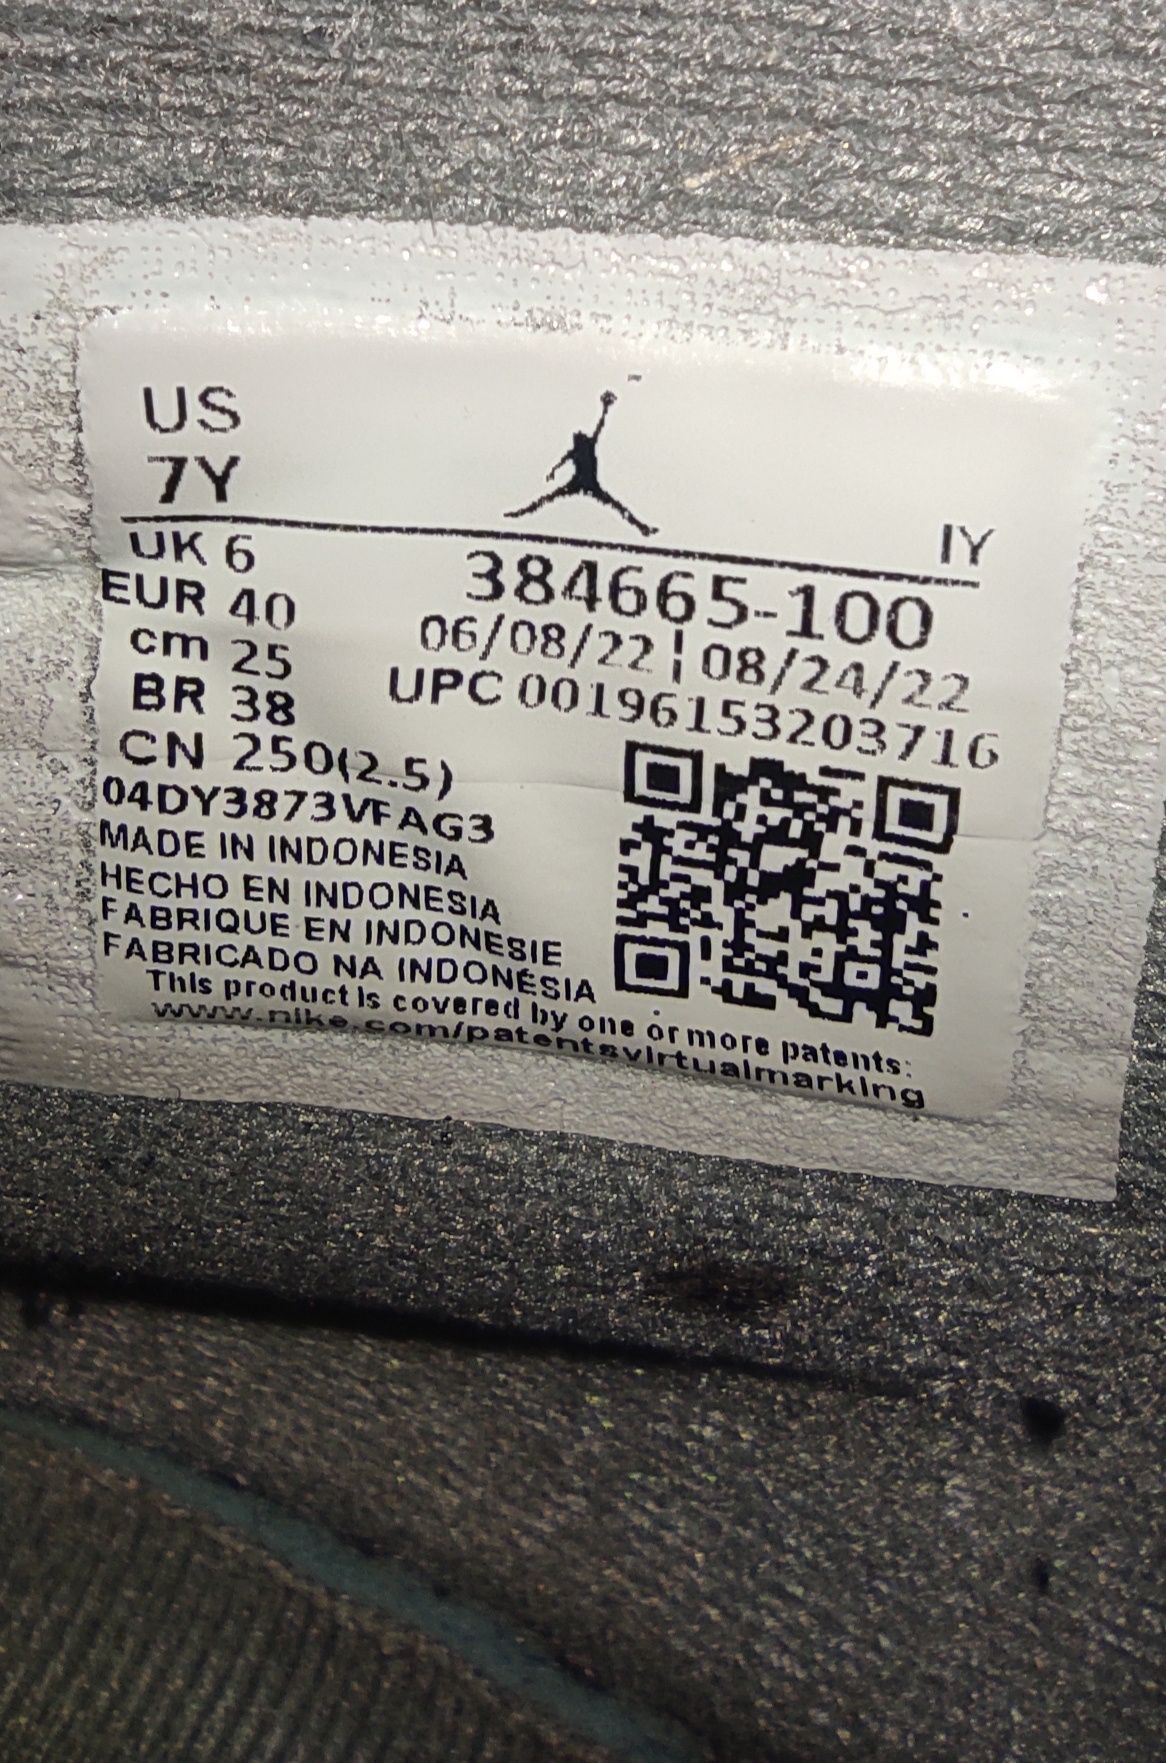 US
7Y
IY
UK 6
384665-100
EUR 40
06/08/22 ¦ 08/24/22
cm 25
UPC 00196153203716
BR 38
CN 250(2.5)
04DY3873VFAG3
MADE IN INDONESIA
HECHO EN INDONESIA
FABRIQUE EN INDONESIE
FABRICADO NA INDONÉSIA
This product is covered by one or more patents:
www.nike.com/patentsvirtualmarking